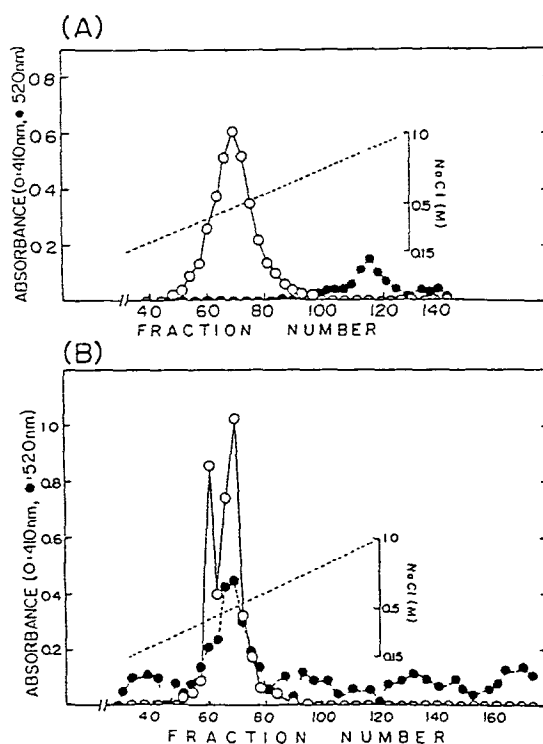 (A)
ABSORBANCE (○:410nm, ●:520nm)
0.8
0.6
0.4
0.2
1.0
0.5
0.15
NaCl (M)
40 60 80 100 120 140
FRACTION NUMBER
(B)
ABSORBANCE (○:410nm, ●:520nm)
1.0
0.8
0.6
0.4
0.2
1.0
0.5
0.15
NaCl (M)
40 60 80 100 120 140 160
FRACTION NUMBER